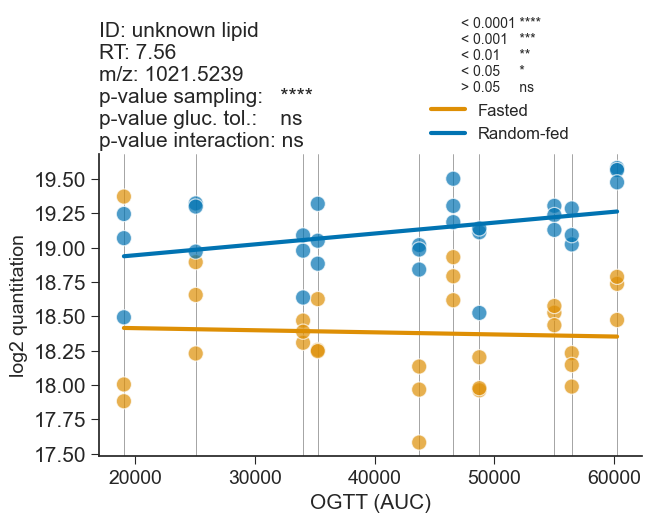 ID: unknown lipid
RT: 7.56
m/z: 1021.5239
p-value sampling: ****
p-value gluc. tol.: ns
p-value interaction: ns
< 0.0001 ****
< 0.001 ***
< 0.01 **
< 0.05 *
> 0.05 ns
Fasted
Random-fed
log2 quantitation
19.50
19.25
19.00
18.75
18.50
18.25
18.00
17.75
17.50
20000 30000 40000 50000 60000
OGTT (AUC)